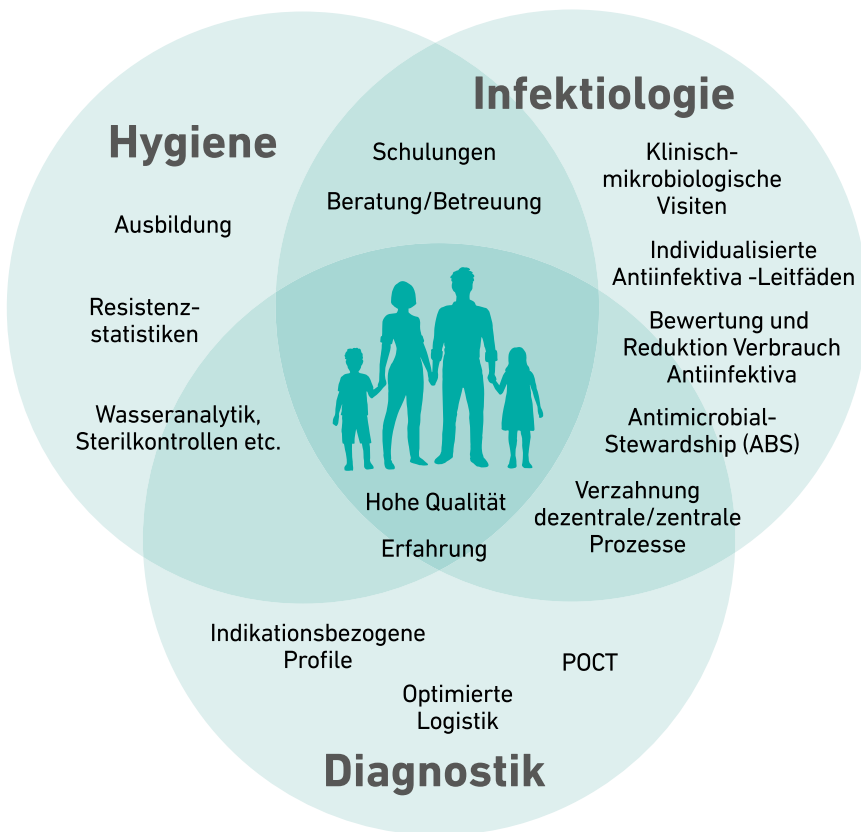 Hygiene
Infektiologie
Schulungen
Beratung/Betreuung
Ausbildung
Resistenz-
statistiken
Wasseranalytik,
Sterilkontrollen etc.
Klinisch-
mikrobiologische
Visiten
Individualisierte
Antiinfektiva -Leitfäden
Bewertung und
Reduktion Verbrauch
Antiinfektiva
Antimicrobial-
Stewardship (ABS)
Verzahnung
dezentrale/zentrale
Prozesse
Hohe Qualität
Erfahrung
Indikationsbezogene
Profile
Optimierte
Logistik
POCT
Diagnostik